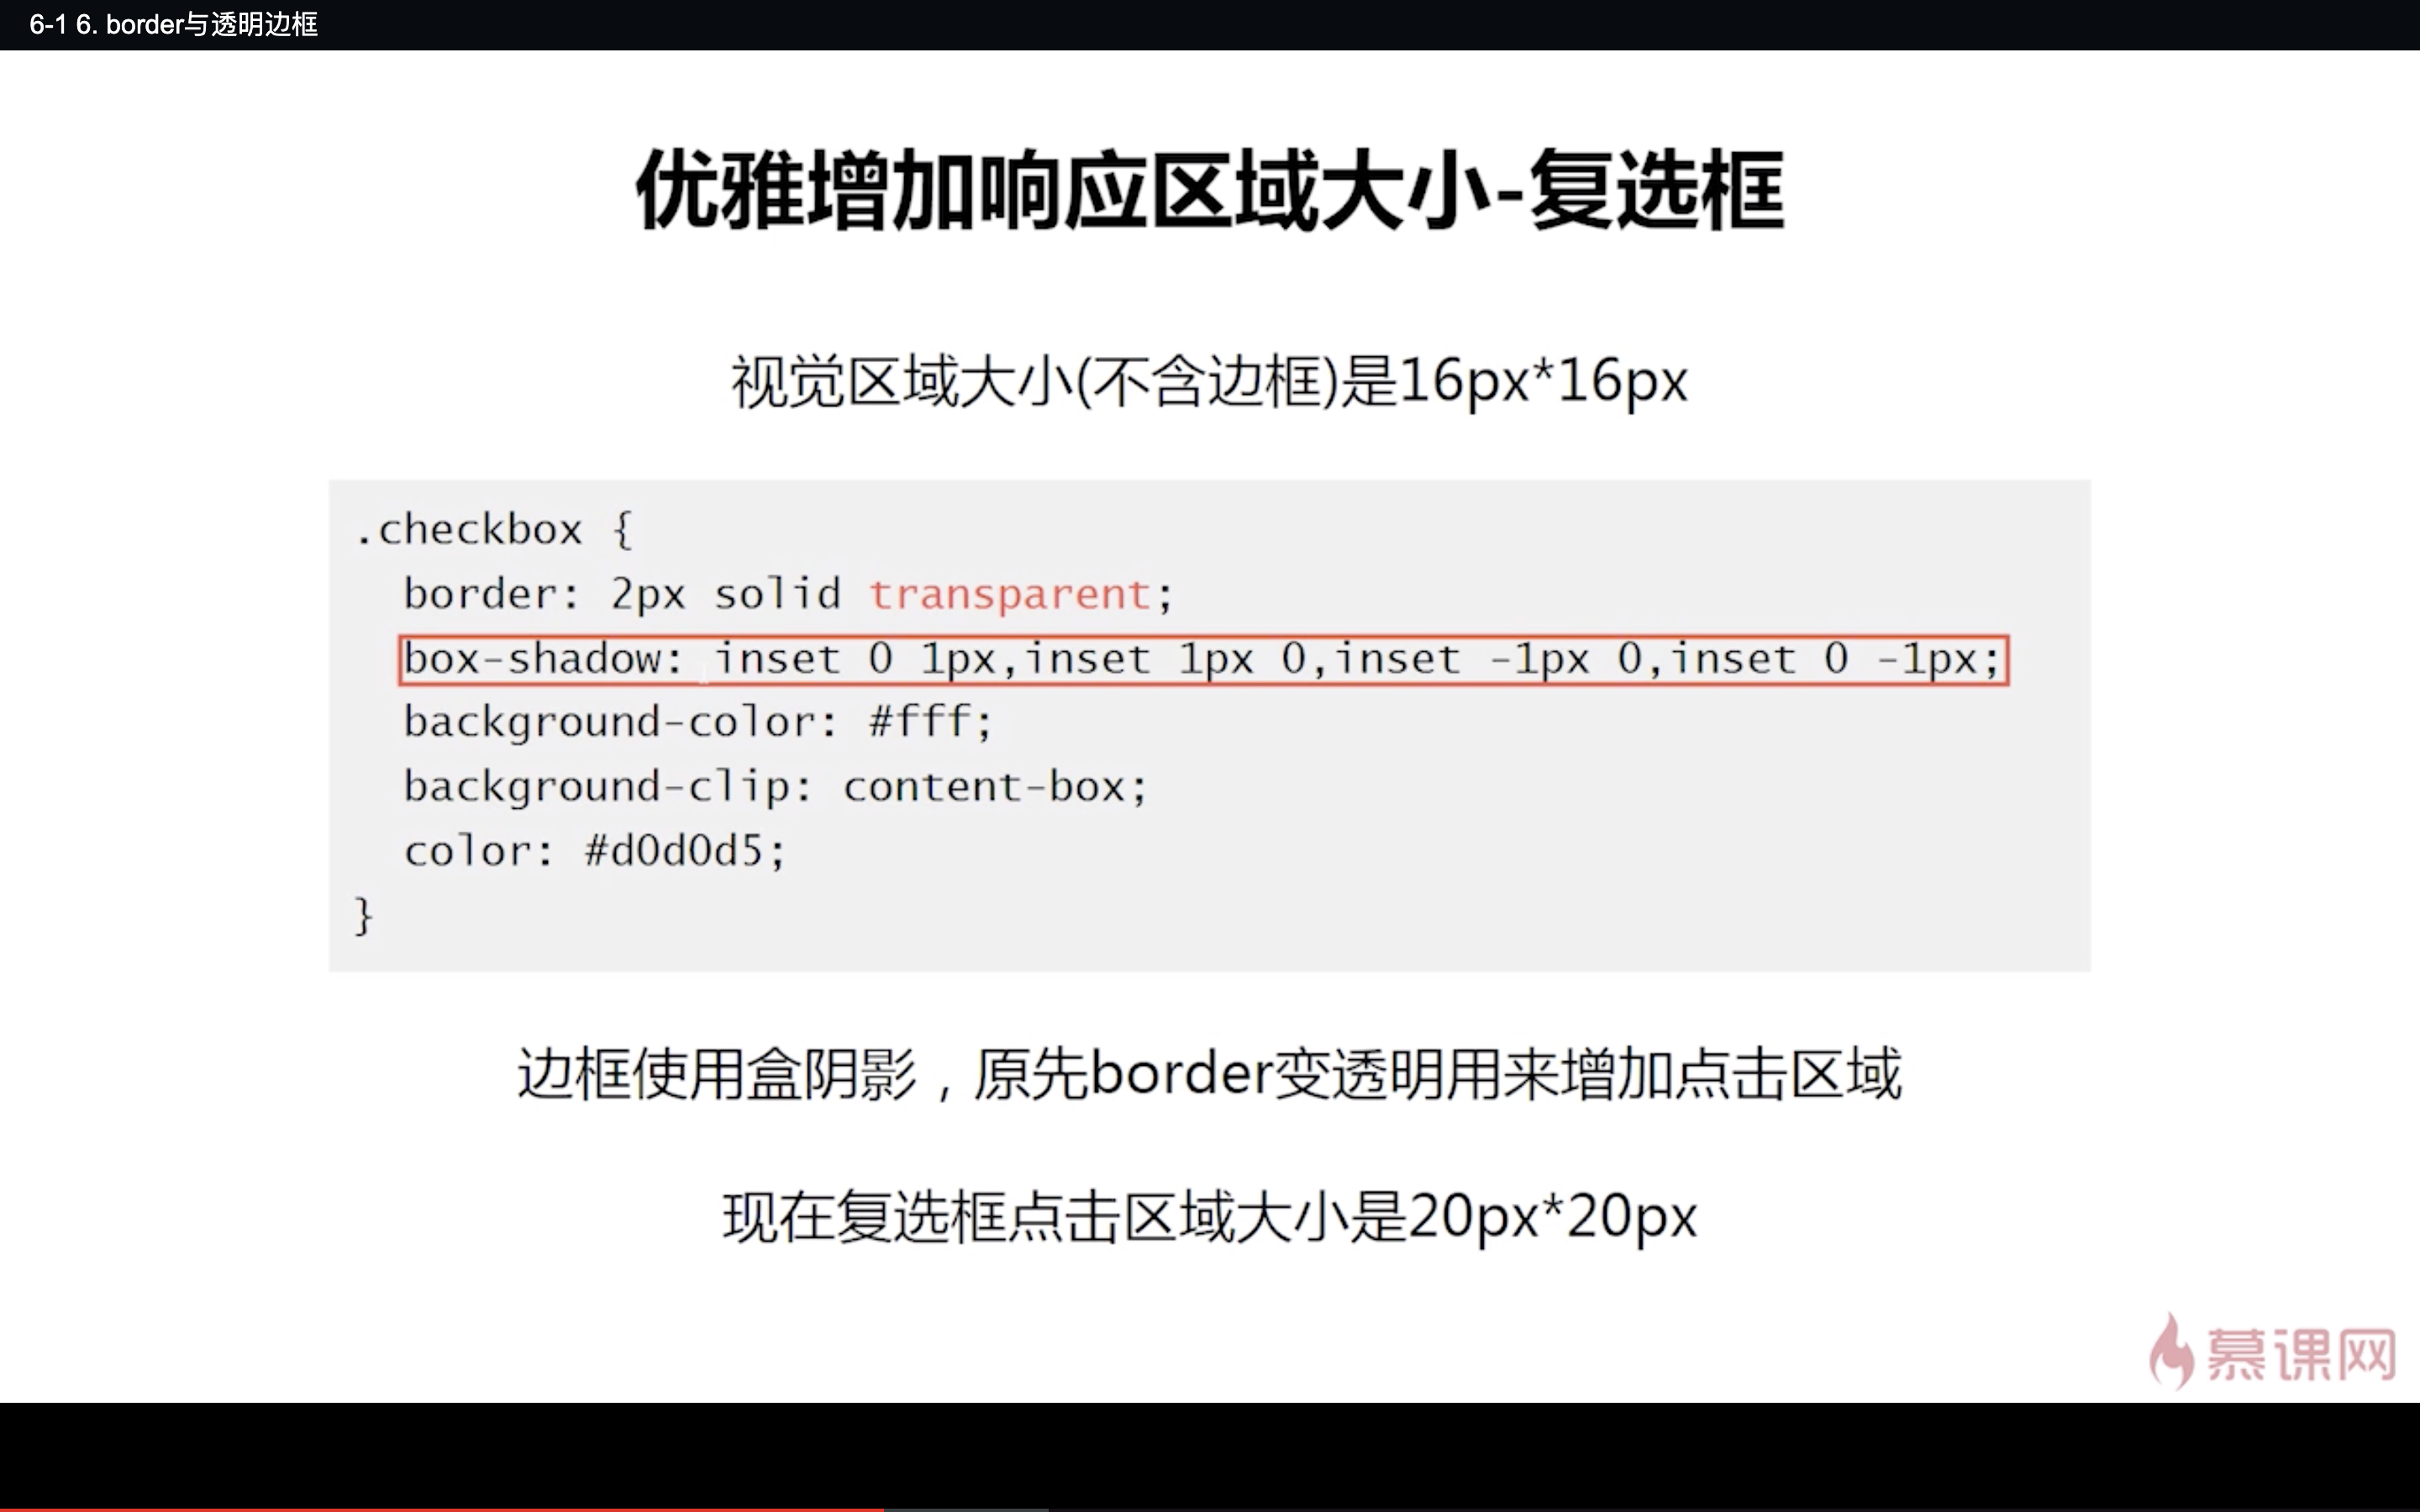 6-1 6. border与透明边框
优雅增加响应区域大小-复选框
视觉区域大小(不含边框)是16px*16px
.checkbox {
border: 2px solid transparent;
box-shadow: inset 0 1px,inset 1px 0,inset -1px 0,inset 0 -1px;
background-color: #fff;
background-clip: content-box;
color: #d0d0d5;
}
边框使用盒阴影，原先border变透明用来增加点击区域
现在复选框点击区域大小是20px*20px
慕课网